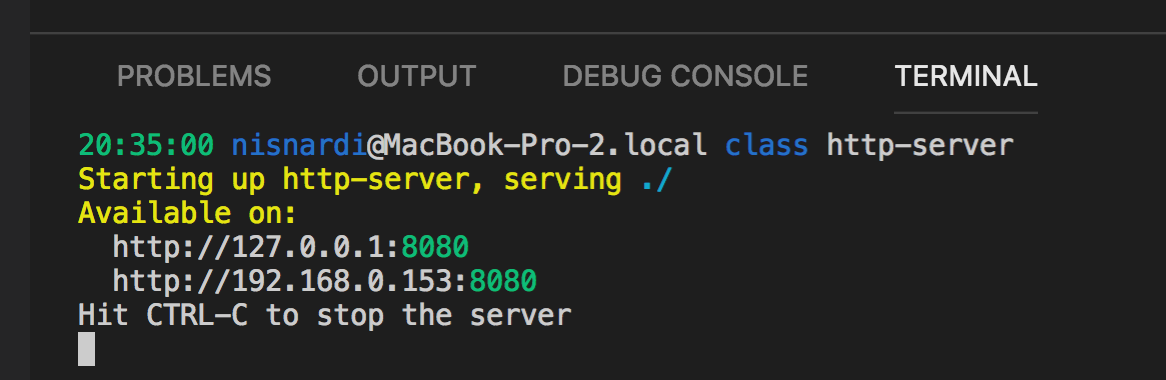 PROBLEMS OUTPUT DEBUG CONSOLE TERMINAL
20:35:00 nisnardi@MacBook-Pro-2.local class http-server
Starting up http-server, serving ./
Available on:
http://127.0.0.1:8080
http://192.168.0.153:8080
Hit CTRL-C to stop the server